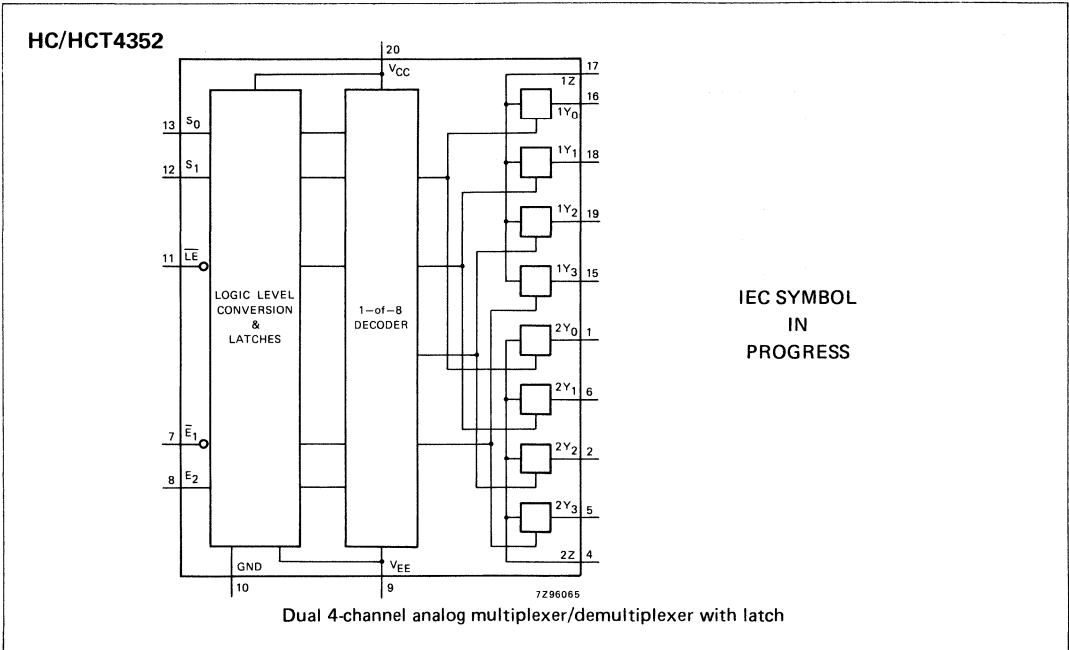 HC/HCT4352
20
VCC
17
1Z
16
1Y0
13 S0
1Y1 18
12 S1
1Y2 19
11 LE
1Y3 15
LOGIC LEVEL
CONVERSION
&
LATCHES
1–of–8
DECODER
2Y0 1
2Y1 6
7 E1
2Y2 2
8 E2
2Y3 5
2Z 4
GND
10
VEE
9
7Z96065
IEC SYMBOL
IN
PROGRESS
Dual 4-channel analog multiplexer/demultiplexer with latch